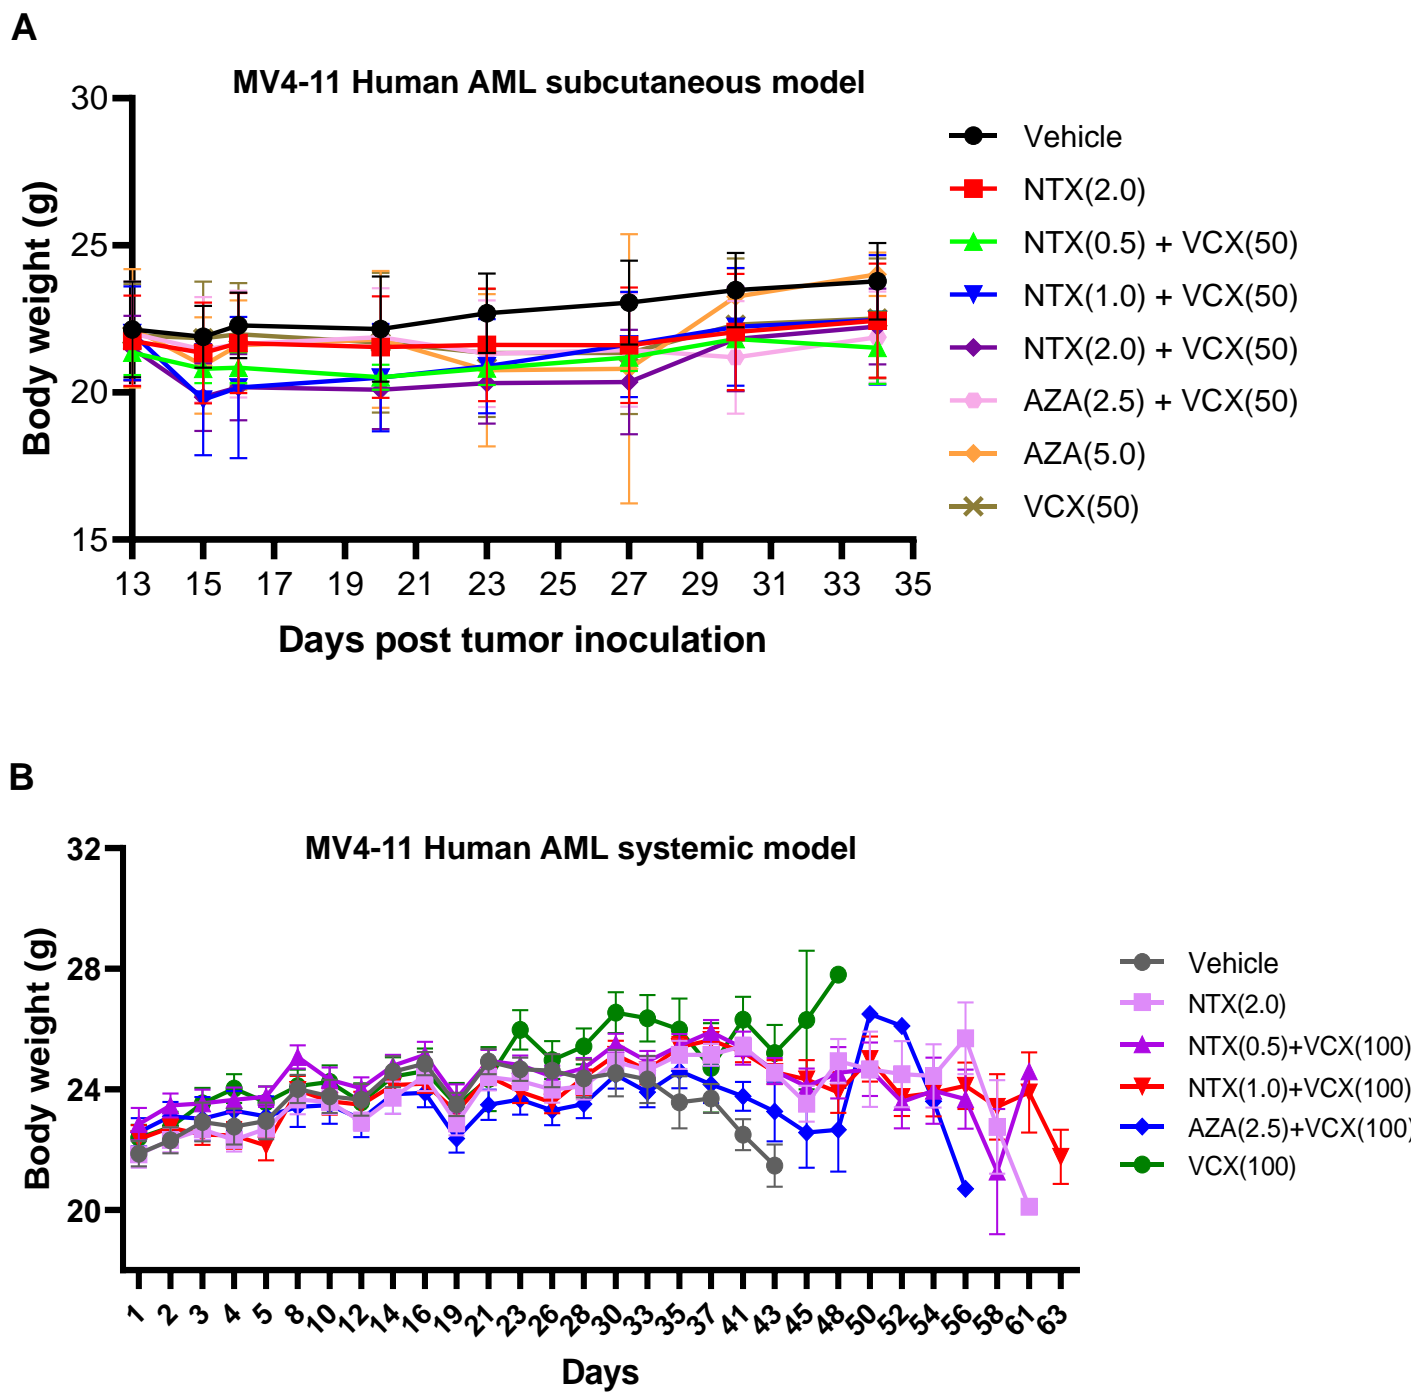 A
MV4-11 Human AML subcutaneous model
30
25
20
15
Body weight (g)
13 15 17 19 21 23 25 27 29 31 33 35
Days post tumor inoculation
Vehicle
NTX(2.0)
NTX(0.5) + VCX(50)
NTX(1.0) + VCX(50)
NTX(2.0) + VCX(50)
AZA(2.5) + VCX(50)
AZA(5.0)
VCX(50)
B
MV4-11 Human AML systemic model
32
28
24
20
Body weight (g)
1 2 3 4 5 8 10 12 14 16 19 21 23 26 28 30 33 35 37 41 43 45 48 50 52 54 56 58 61 63
Days
Vehicle
NTX(2.0)
NTX(0.5)+VCX(100)
NTX(1.0)+VCX(100)
AZA(2.5)+VCX(100)
VCX(100)